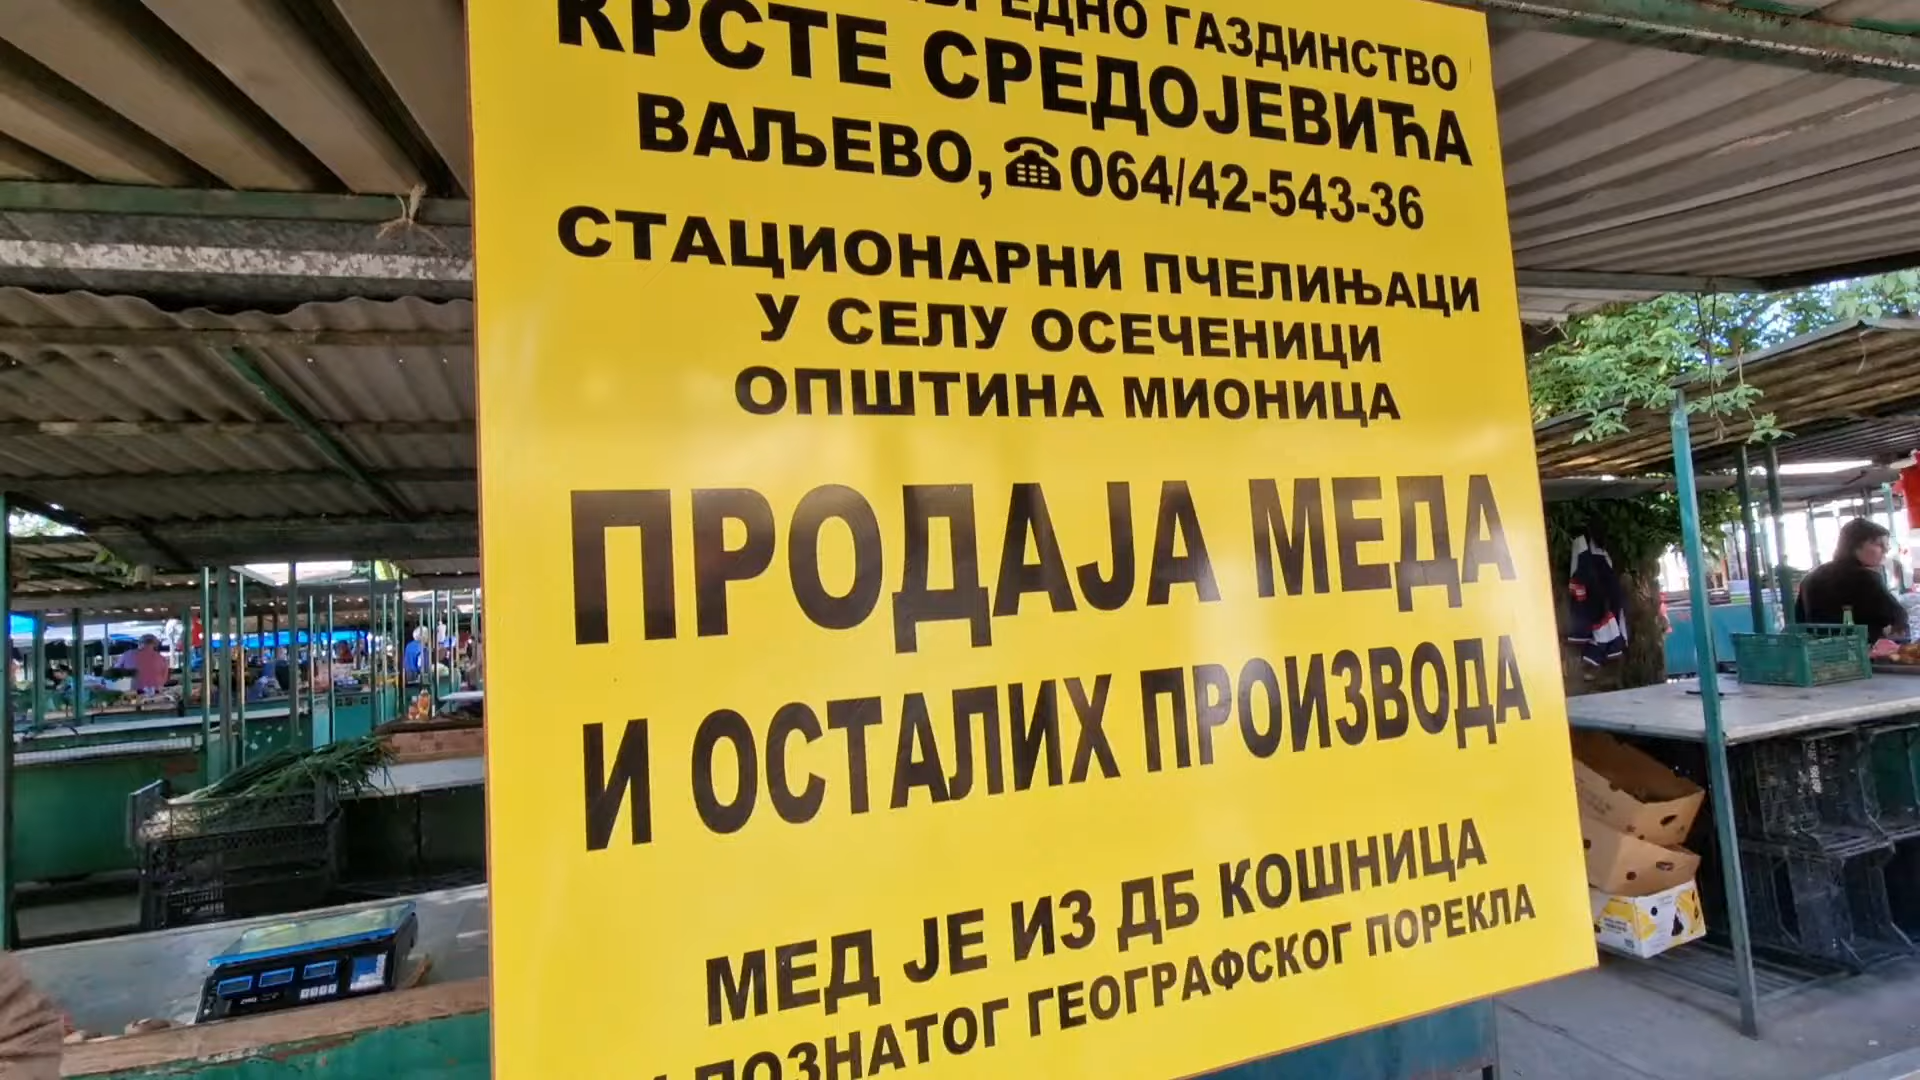 ГАЗДИНСТВО
КРСТЕ СРЕДОЈЕВИЋА
ВАЉЕВО, ☎064/42-543-36
СТАЦИОНАРНИ ПЧЕЛИЊАЦИ
У СЕЛУ ОСЕЧЕНИЦИ
ОПШТИНА МИОНИЦА
ПРОДАЈА МЕДА
И ОСТАЛИХ ПРОИЗВОДА
МЕД ЈЕ ИЗ ДБ КОШНИЦА
ПОЗНАТОГ ГЕОГРАФСКОГ ПОРЕКЛА